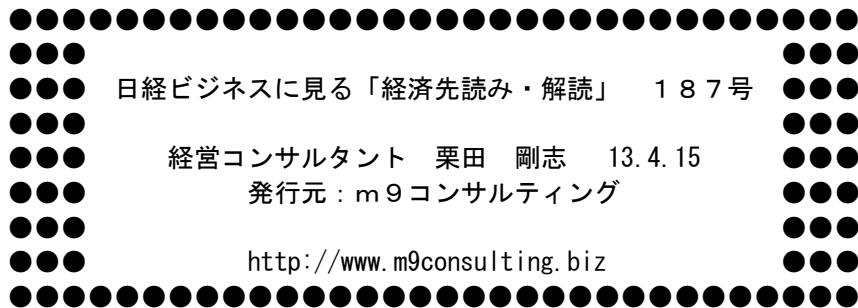 日経ビジネスに見る「経済先読み・解読」　１８７号
経営コンサルタント　栗田　剛志　13.4.15
発行元：ｍ９コンサルティング
http://www.m9consulting.biz